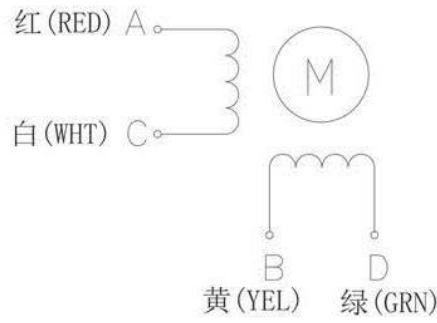 红(RED) A
M
白(WHT) C
B D
黄(YEL) 绿(GRN)